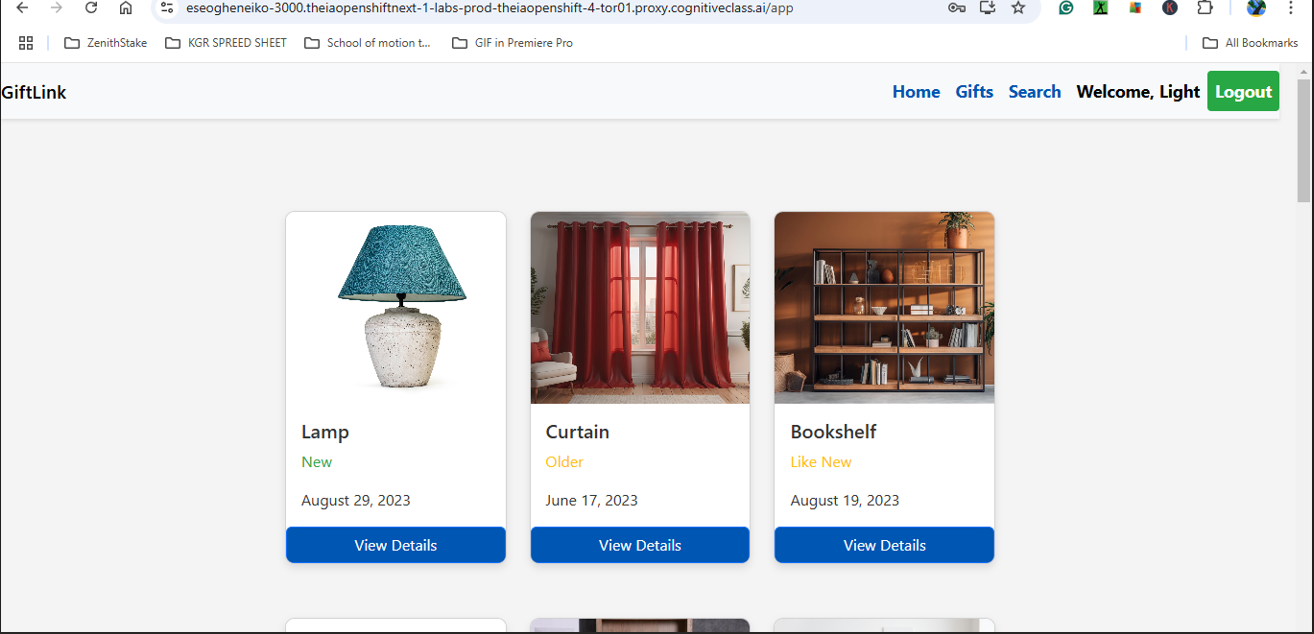 eseogheneiko-3000.theiaopenshiftnext-1-labs-prod-theiaopenshift-4-tor01.proxy.cognitiveclass.ai/app
ZenithStake KGR SPREED SHEET School of motion t... GIF in Premiere Pro All Bookmarks
GiftLink Home Gifts Search Welcome, Light Logout
Lamp Curtain Bookshelf
New Older Like New
August 29, 2023 June 17, 2023 August 19, 2023
View Details View Details View Details